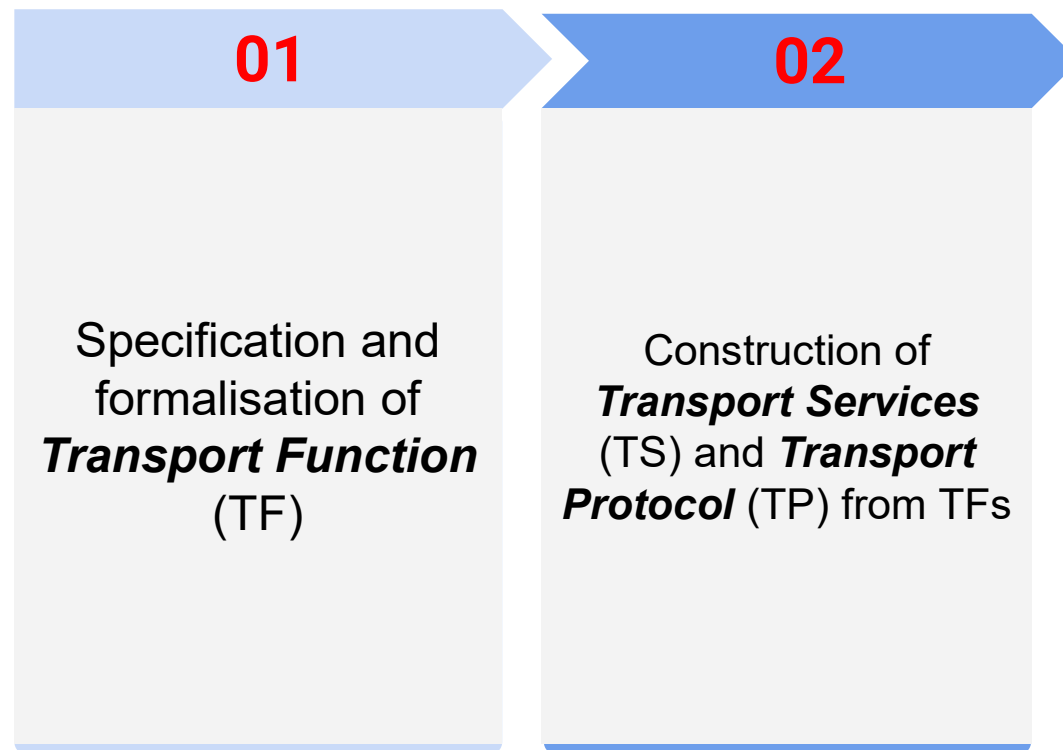 01
Specification and
formalisation of
Transport Function
(TF)
02
Construction of
Transport Services
(TS) and Transport
Protocol (TP) from TFs